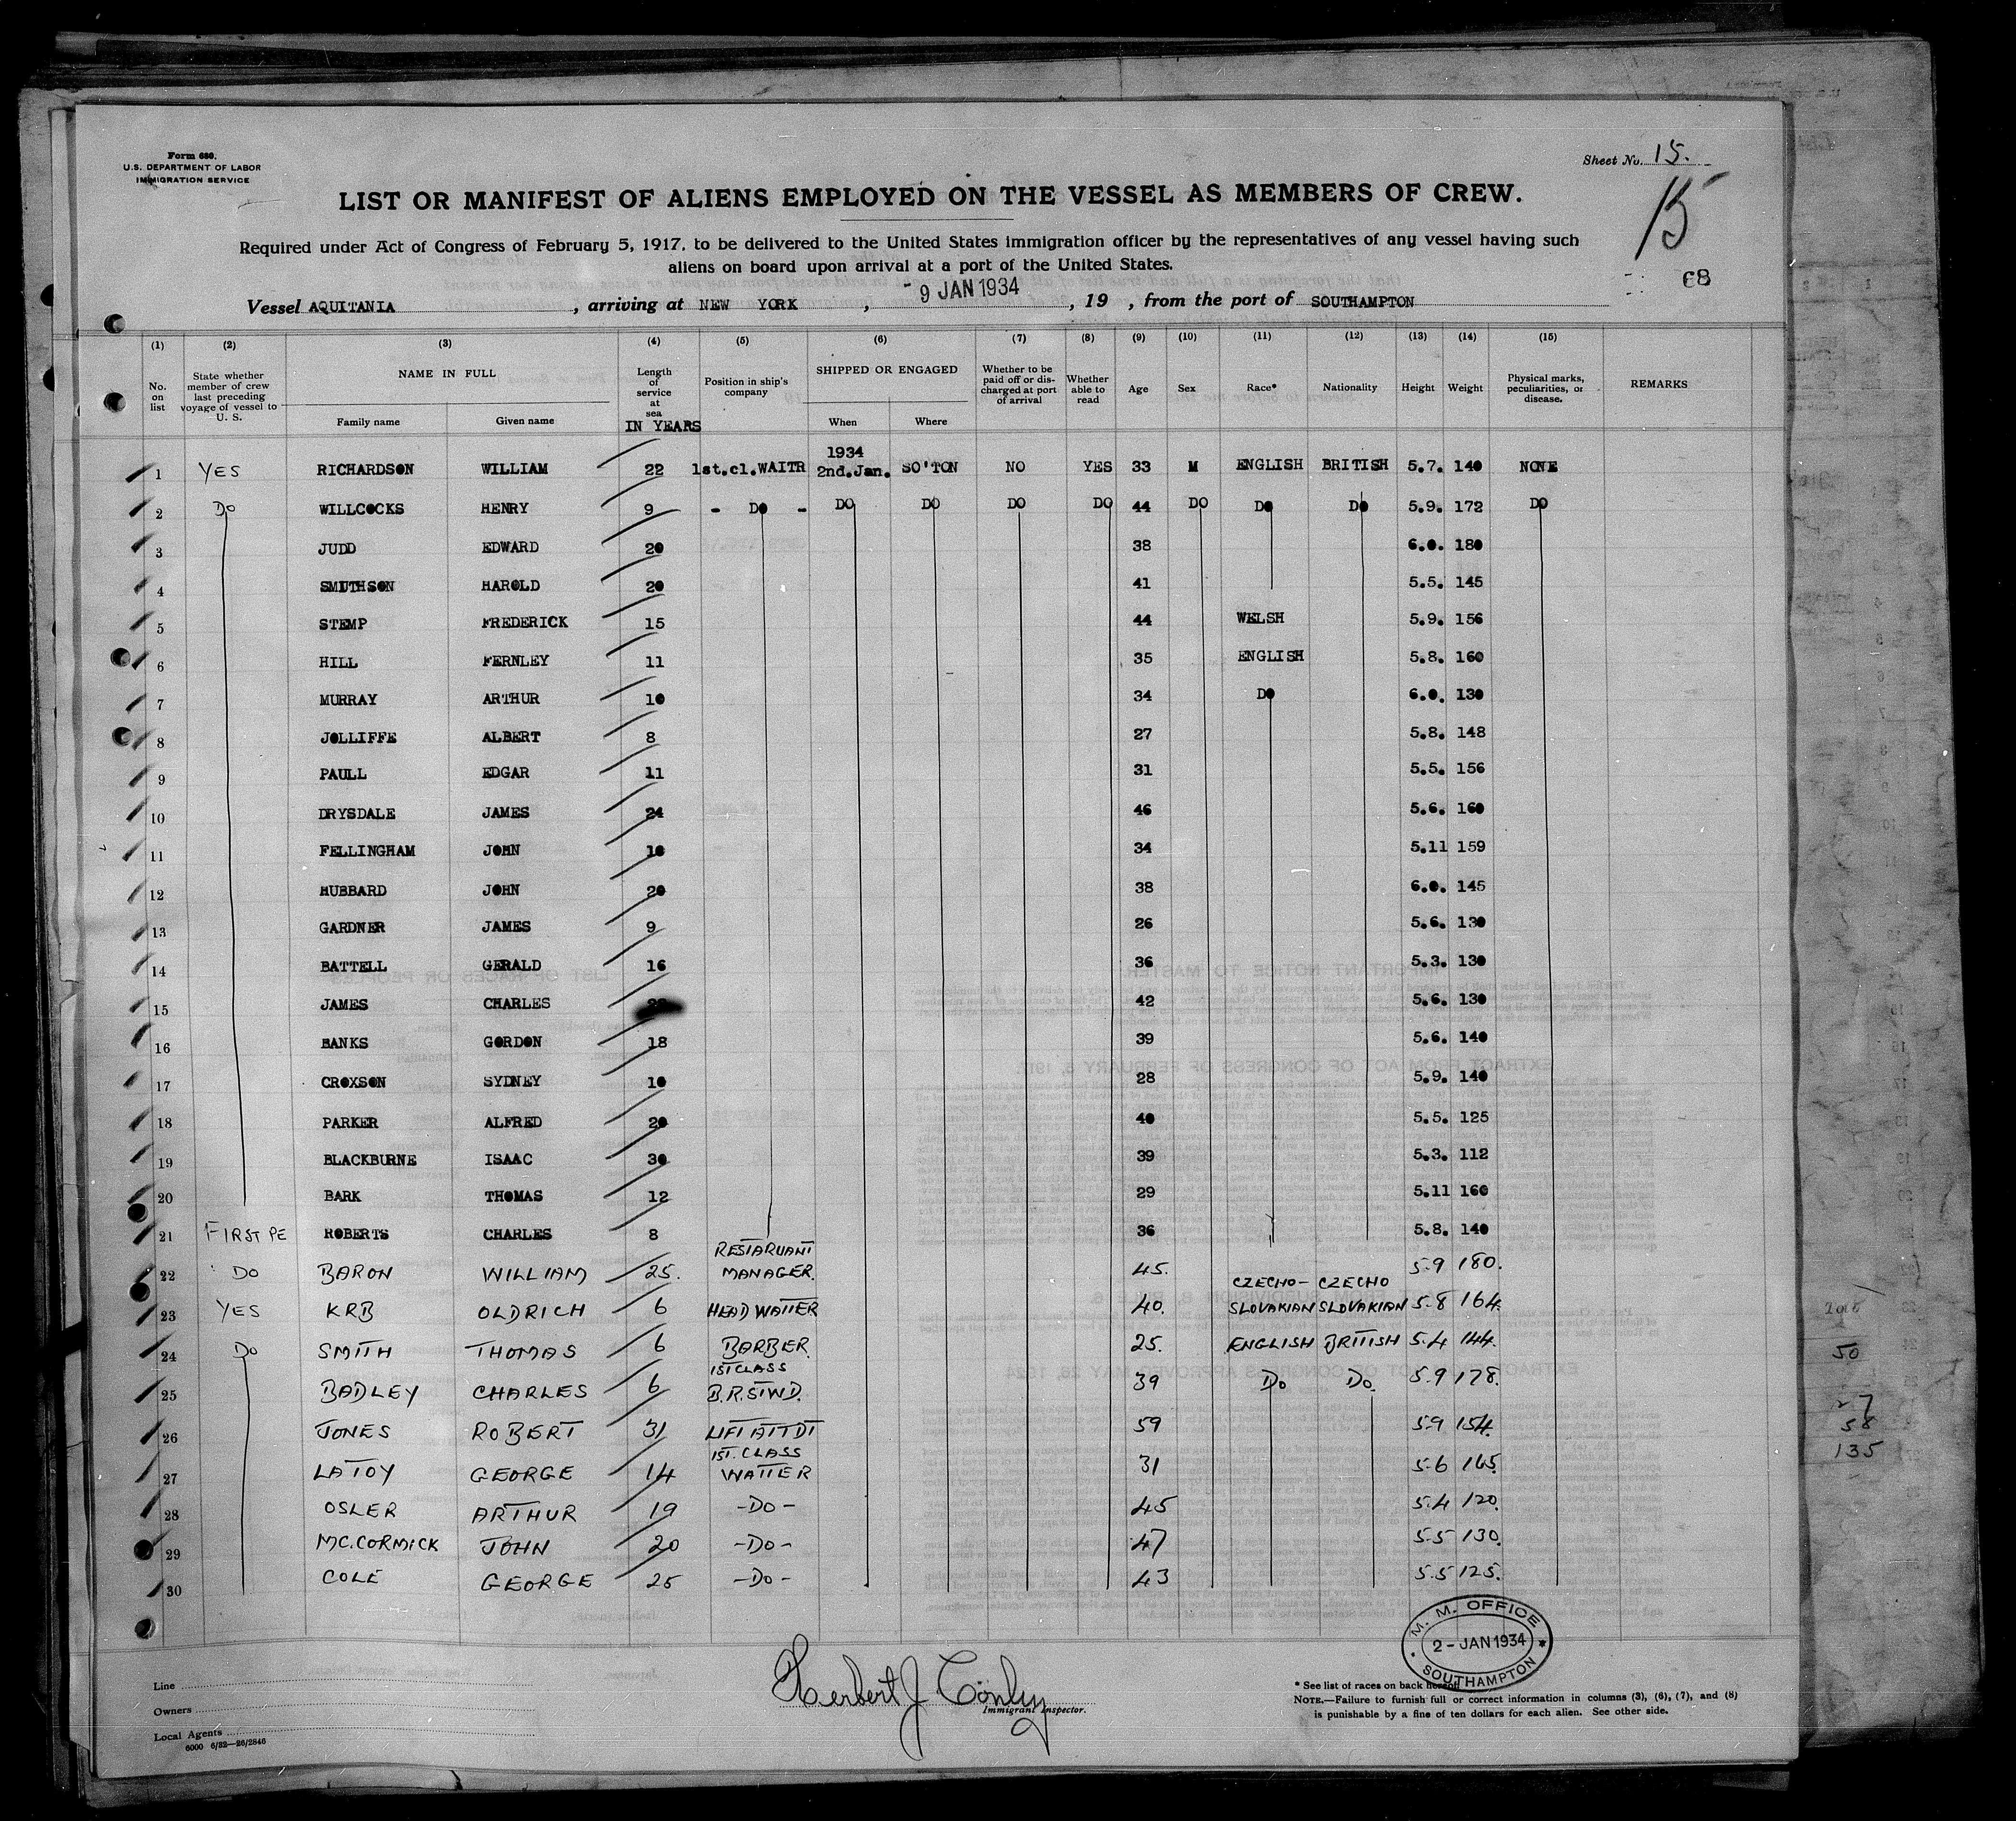 Form 680.
U.S. DEPARTMENT OF LABOR
IMMIGRATION SERVICE
Sheet No. 15.
15
68
LIST OR MANIFEST OF ALIENS EMPLOYED ON THE VESSEL AS MEMBERS OF CREW.
Required under Act of Congress of February 5, 1917, to be delivered to the United States immigration officer by the representatives of any vessel having such
aliens on board upon arrival at a port of the United States.
Vessel AQUITANIA, arriving at NEW YORK, - 9 JAN 1934, 19 , from the port of SOUTHAMPTON
(1) (2) (3) (4) (5) (6) (7) (8) (9) (10) (11) (12) (13) (14) (15)
No. on list
State whether member of crew last preceding voyage of vessel to U. S.
NAME IN FULL
Family name
Given name
Length of service at sea
IN YEARS
Position in ship's company
SHIPPED OR ENGAGED
When
Where
Whether to be paid off or discharged at port of arrival
Whether able to read
Age
Sex
Race*
Nationality
Height
Weight
Physical marks, peculiarities, or disease.
REMARKS
1 YES RICHARDSON WILLIAM 22 1st.cl.WAITR 1934 2nd.Jan. SO'TON NO YES 33 M ENGLISH BRITISH 5.7. 140 NONE
2 DO WILLCOCKS HENRY 9 - DO - DO DO DO DO 44 DO DO DO 5.9. 172 DO
3 JUDD EDWARD 20 38 6.0. 180
4 SMITHSON HAROLD 20 41 5.5. 145
5 STEMP FREDERICK 15 44 WELSH 5.9. 156
6 HILL FERNLEY 11 35 ENGLISH 5.8. 160
7 MURRAY ARTHUR 10 34 DO 6.0. 130
8 JOLLIFFE ALBERT 8 27 5.8. 148
9 PAULL EDGAR 11 31 5.5. 156
10 DRYSDALE JAMES 24 46 5.6. 160
11 FELLINGHAM JOHN 34 5.11 159
12 HUBBARD JOHN 20 38 6.0. 145
13 GARDNER JAMES 9 26 5.6. 130
14 BATTELL GERALD 16 36 5.3. 130
15 JAMES CHARLES 42 5.6. 130
16 BANKS GORDON 18 39 5.6. 140
17 CROXSON SYDNEY 10 28 5.9. 140
18 PARKER ALFRED 20 40 5.5. 125
19 BLACKBURNE ISAAC 30 39 5.3. 112
20 BARK THOMAS 12 29 5.11 160
21 FIRST PE ROBERTS CHARLES 8 36 5.8. 140
22 DO BARON WILLIAM 25. RESTARUANT MANAGER. 45. 5.9 180.
23 YES KRB OLDRICH 6 HEAD WAITER 40. CZECHO-SLOVAKIAN CZECHO SLOVAKIAN 5.8 164.
24 DO SMITH THOMAS 6 BARBER. 25. ENGLISH BRITISH 5.4 144.
25 BADLEY CHARLES 6 1ST CLASS B.R.STWD. 39 DO DO. 5.9 178.
26 JONES ROBERT 31 LIFT ATTDT 59 5.9 154.
27 LATOY GEORGE 14 1ST. CLASS WAITER 31 5.6 165.
28 OSLER ARTHUR 19 -DO- 45 5.4 120.
29 MC.CORMICK JOHN 20 -DO- 47 5.5 130.
30 COLE GEORGE 25 -DO- 43 5.5 125.
50
58
135
M. M. OFFICE
2 - JAN 1934
SOUTHAMPTON
Line
Owners
Local Agents
6000 6/32—26/2846
Herbert J Conley
Immigrant Inspector.
* See list of races on back hereof.
NOTE.—Failure to furnish full or correct information in columns (3), (6), (7), and (8)
is punishable by a fine of ten dollars for each alien. See other side.